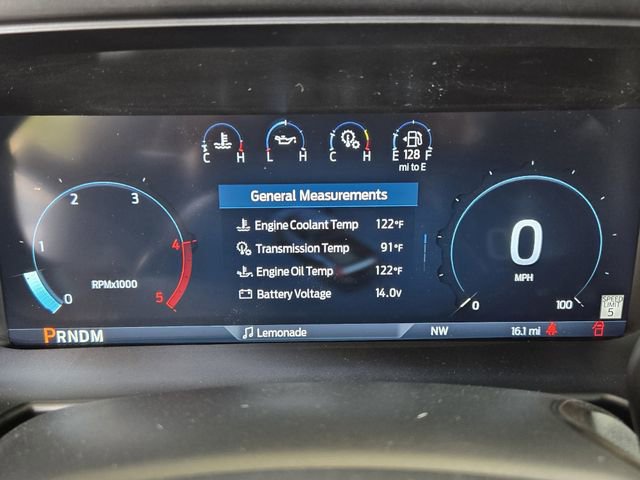 C H L H C H E 128 F
mi to E
General Measurements
Engine Coolant Temp 122°F
Transmission Temp 91°F
Engine Oil Temp 122°F
Battery Voltage 14.0v
0 1 2 3 4 5
RPMx1000
0
MPH
0 100
SPEED
LIMIT
5
PRNDM Lemonade NW 16.1 mi